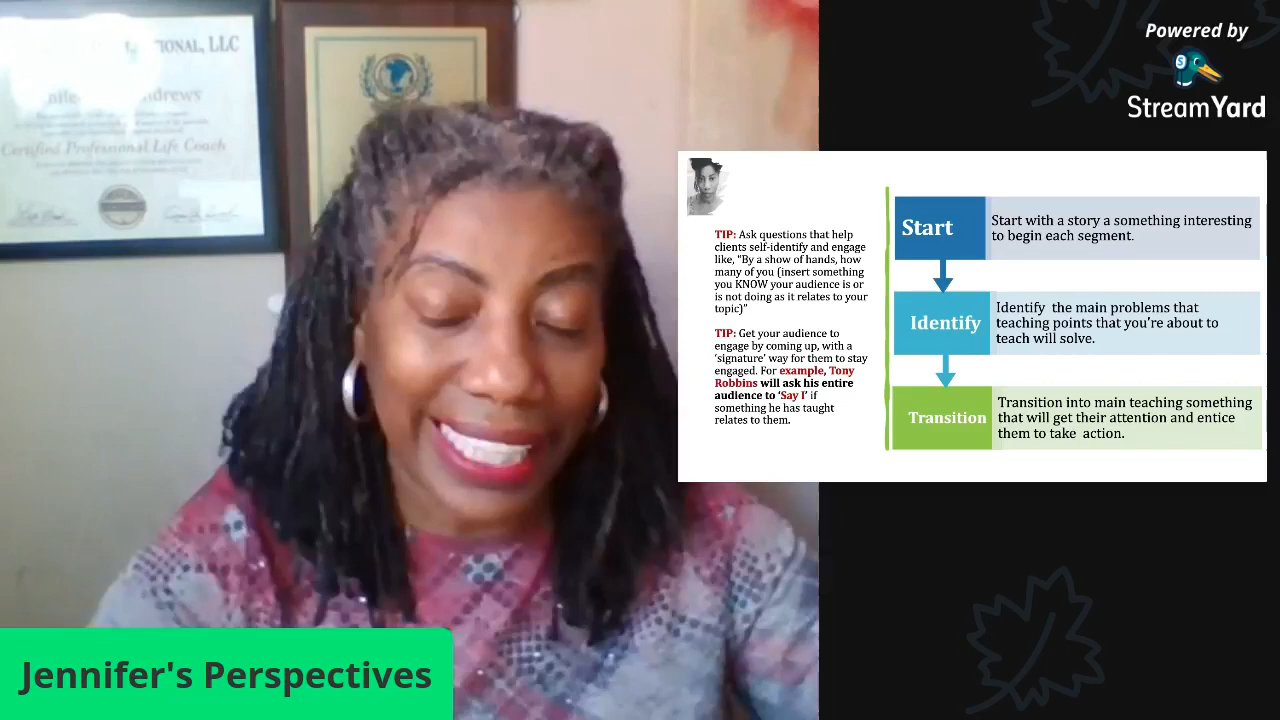 IONAL, LLC
drews
Certified Professional Life Coach
Powered by
StreamYard
TIP: Ask questions that help
clients self-identify and engage
like, "By a show of hands, how
many of you (insert something
you KNOW your audience is or
is not doing as it relates to your
topic)"
TIP: Get your audience to
engage by coming up, with a
'signature' way for them to stay
engaged. For example, Tony
Robbins will ask his entire
audience to 'Say I' if
something he has taught
relates to them.
Start
Start with a story a something interesting
to begin each segment.
Identify
Identify the main problems that
teaching points that you're about to
teach will solve.
Transition
Transition into main teaching something
that will get their attention and entice
them to take action.
Jennifer's Perspectives